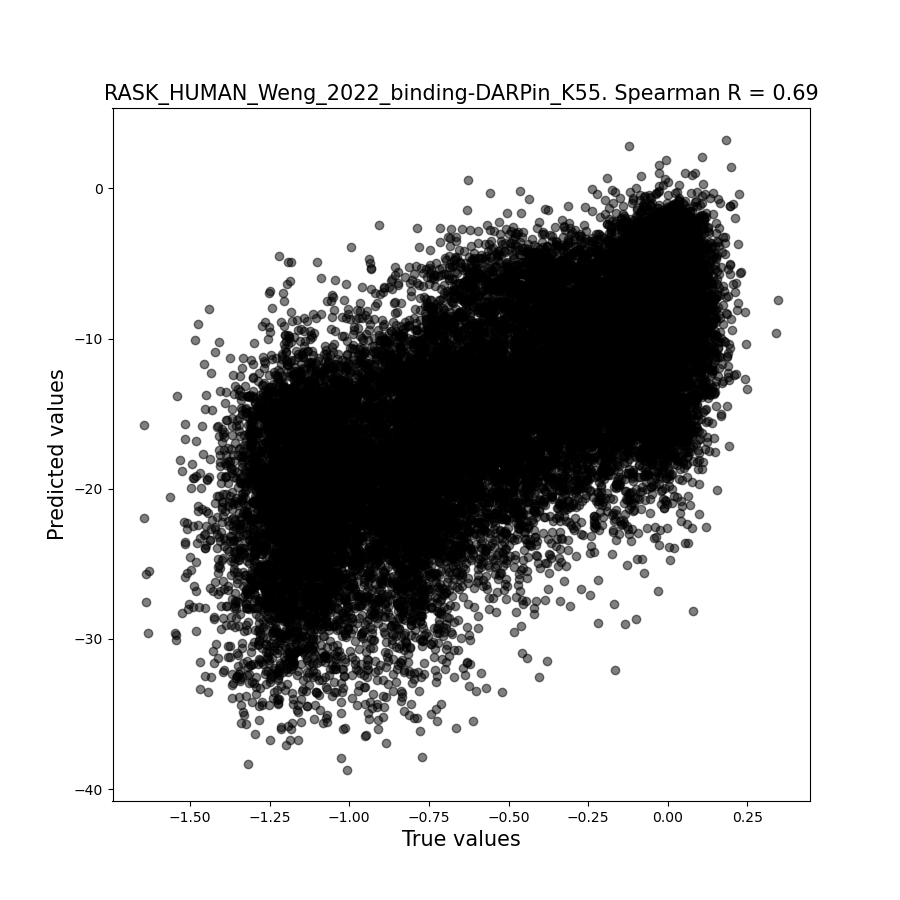 RASK_HUMAN_Weng_2022_binding-DARPin_K55. Spearman R = 0.69
0
−10
−20
−30
−40
Predicted values
−1.50 −1.25 −1.00 −0.75 −0.50 −0.25 0.00 0.25
True values